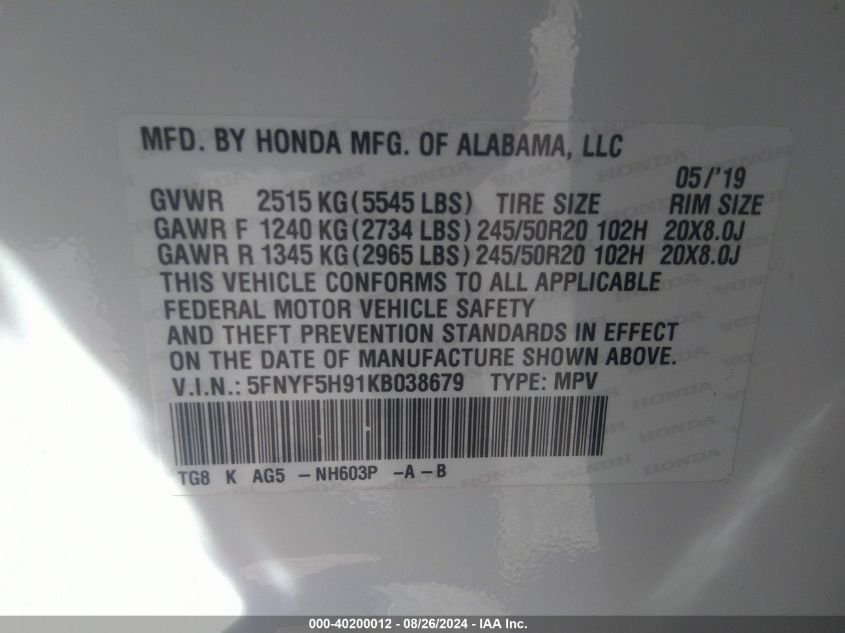 MFD. BY HONDA MFG. OF ALABAMA, LLC
05/'19
GVWR 2515 KG (5545 LBS) TIRE SIZE RIM SIZE
GAWR F 1240 KG (2734 LBS) 245/50R20 102H 20X8.0J
GAWR R 1345 KG (2965 LBS) 245/50R20 102H 20X8.0J
THIS VEHICLE CONFORMS TO ALL APPLICABLE
FEDERAL MOTOR VEHICLE SAFETY
AND THEFT PREVENTION STANDARDS IN EFFECT
ON THE DATE OF MANUFACTURE SHOWN ABOVE.
V.I.N.: 5FNYF5H91KB038679 TYPE: MPV
TG8 K AG5 - NH603P -A - B
000-40200012 - 08/26/2024 - IAA Inc.